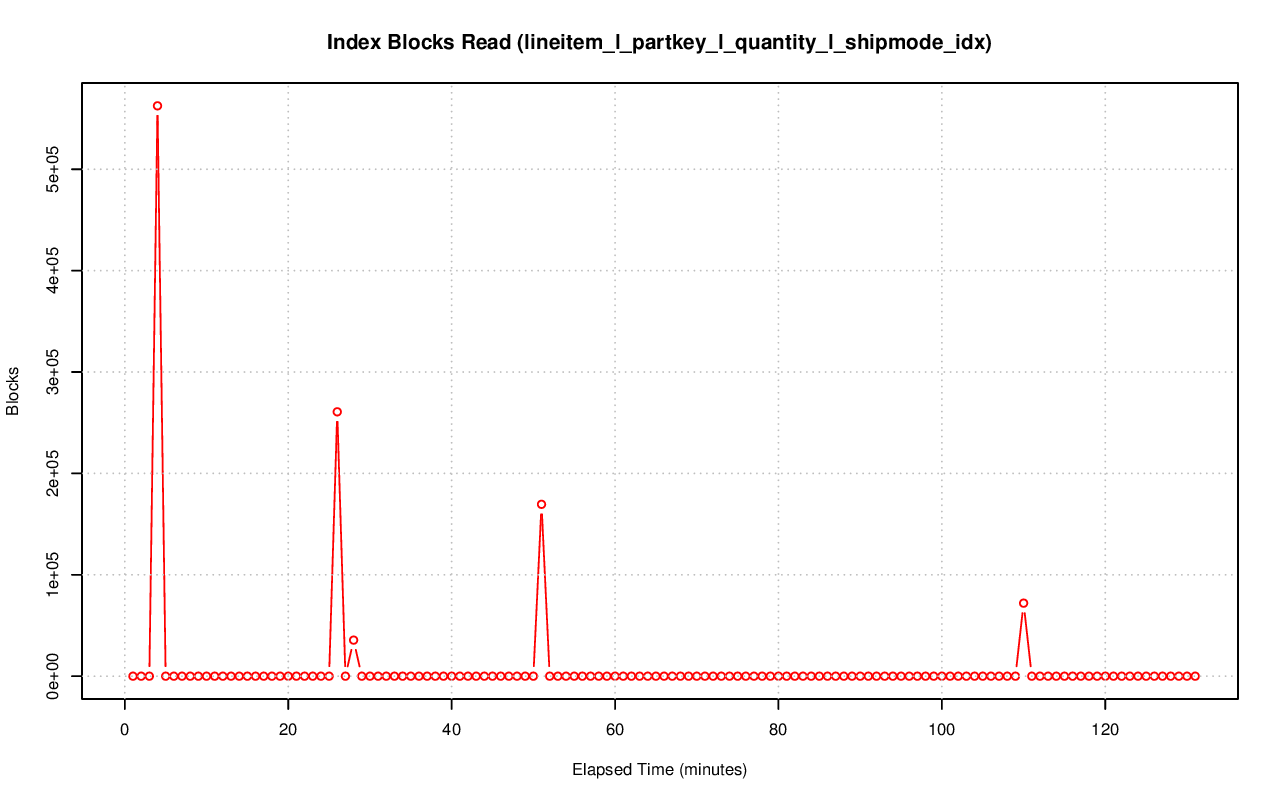 Index Blocks Read (lineitem_l_partkey_l_quantity_l_shipmode_idx)
Blocks
5e+05
4e+05
3e+05
2e+05
1e+05
0e+00
0 20 40 60 80 100 120
Elapsed Time (minutes)